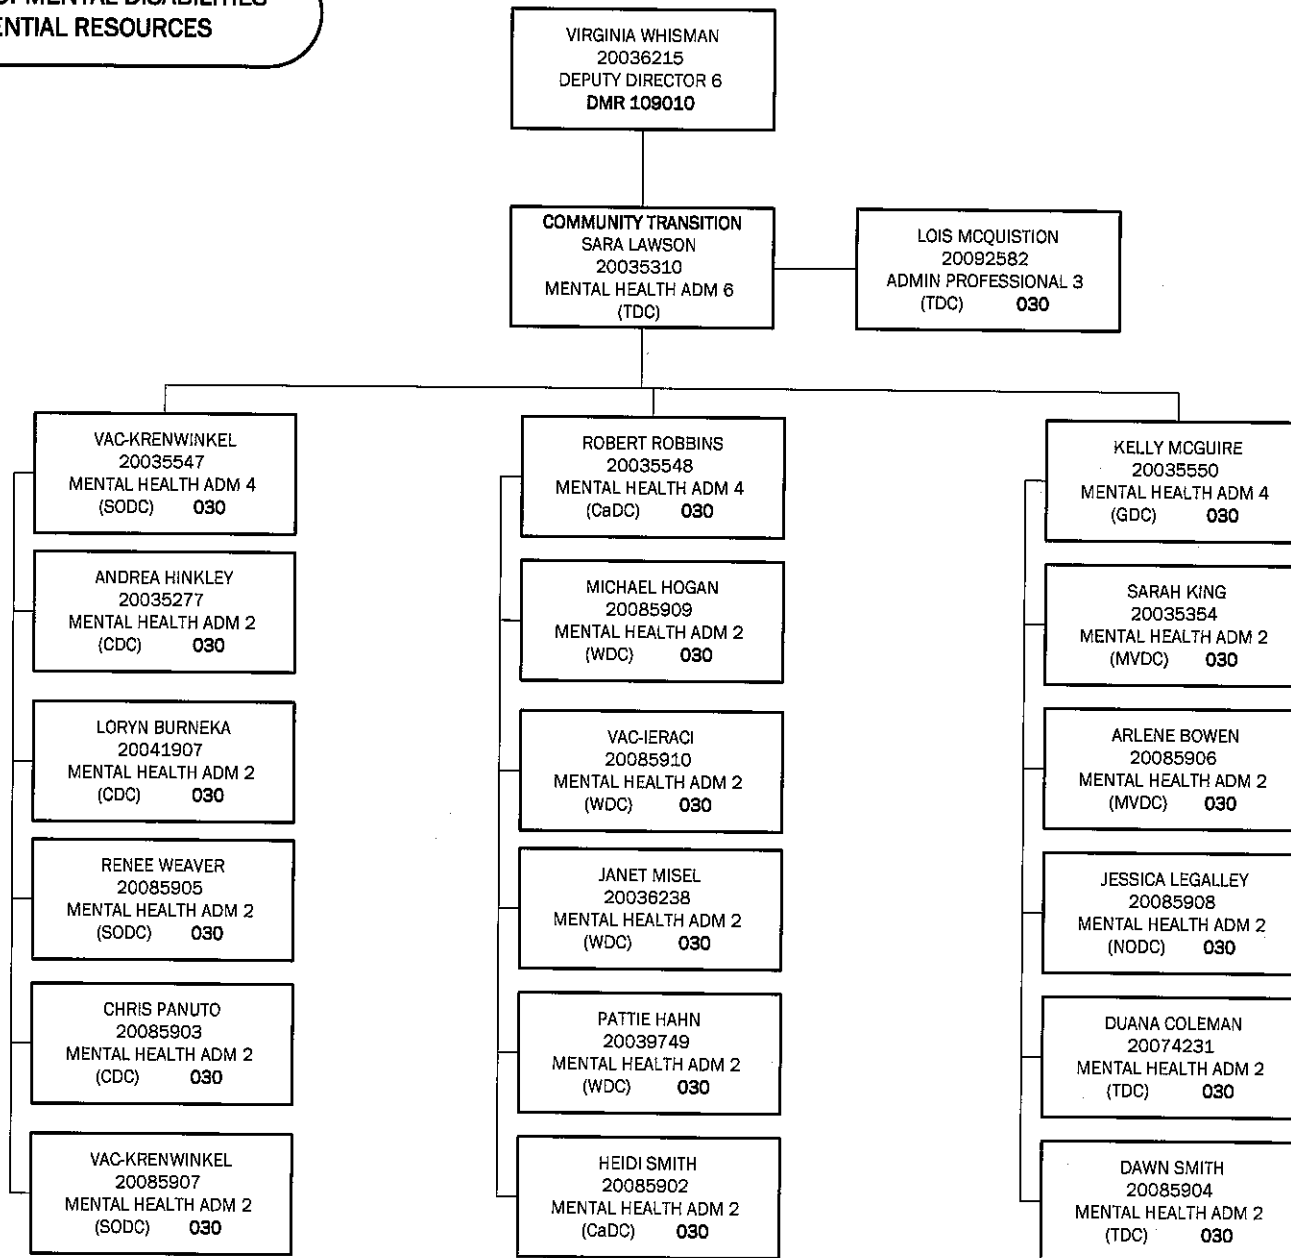 MENTAL DISABILITIES
RESOURCES
VIRGINIA WHISMAN
20036215
DEPUTY DIRECTOR 6
DMR 109010
COMMUNITY TRANSITION
SARA LAWSON
20035310
MENTAL HEALTH ADM 6
(TDC)
LOIS MCQUISTION
20092582
ADMIN PROFESSIONAL 3
(TDC) 030
VAC-KRENWINKEL
20035547
MENTAL HEALTH ADM 4
(SODC) 030
ANDREA HINKLEY
20035277
MENTAL HEALTH ADM 2
(CDC) 030
LORYN BURNEKA
20041907
MENTAL HEALTH ADM 2
(CDC) 030
RENEE WEAVER
20085905
MENTAL HEALTH ADM 2
(SODC) 030
CHRIS PANUTO
20085903
MENTAL HEALTH ADM 2
(CDC) 030
VAC-KRENWINKEL
20085907
MENTAL HEALTH ADM 2
(SODC) 030
ROBERT ROBBINS
20035548
MENTAL HEALTH ADM 4
(CaDC) 030
MICHAEL HOGAN
20085909
MENTAL HEALTH ADM 2
(WDC) 030
VAC-IERACI
20085910
MENTAL HEALTH ADM 2
(WDC) 030
JANET MISEL
20036238
MENTAL HEALTH ADM 2
(WDC) 030
PATTIE HAHN
20039749
MENTAL HEALTH ADM 2
(WDC) 030
HEIDI SMITH
20085902
MENTAL HEALTH ADM 2
(CaDC) 030
KELLY MCGUIRE
20035550
MENTAL HEALTH ADM 4
(GDC) 030
SARAH KING
20035354
MENTAL HEALTH ADM 2
(MVDC) 030
ARLENE BOWEN
20085906
MENTAL HEALTH ADM 2
(MVDC) 030
JESSICA LEGALLEY
20085908
MENTAL HEALTH ADM 2
(NODC) 030
DUANA COLEMAN
20074231
MENTAL HEALTH ADM 2
(TDC) 030
DAWN SMITH
20085904
MENTAL HEALTH ADM 2
(TDC) 030